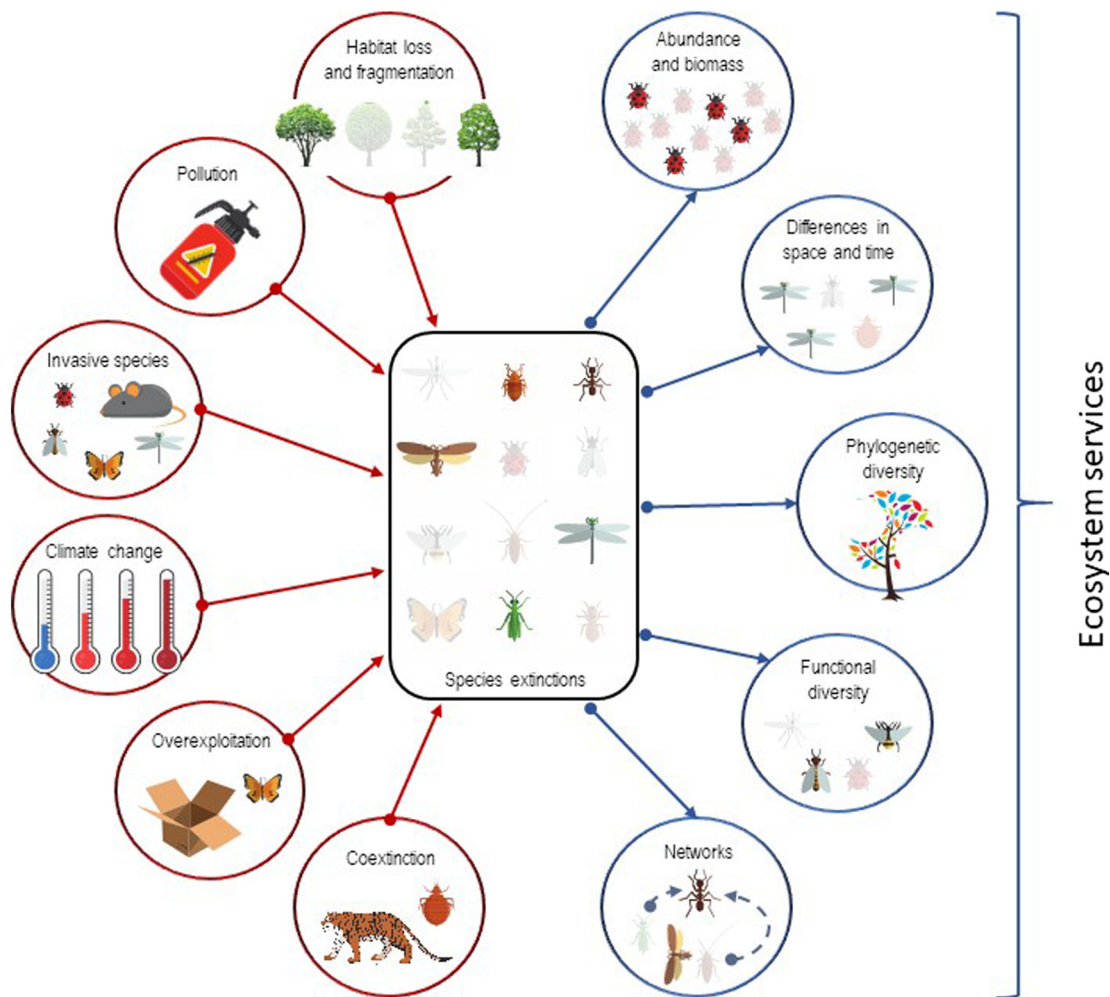 Habitat loss
and fragmentation
Pollution
Invasive species
Climate change
Overexploitation
Coextinction
Species extinctions
Abundance
and biomass
Differences in
space and time
Phylogenetic
diversity
Functional
diversity
Networks
Ecosystem services